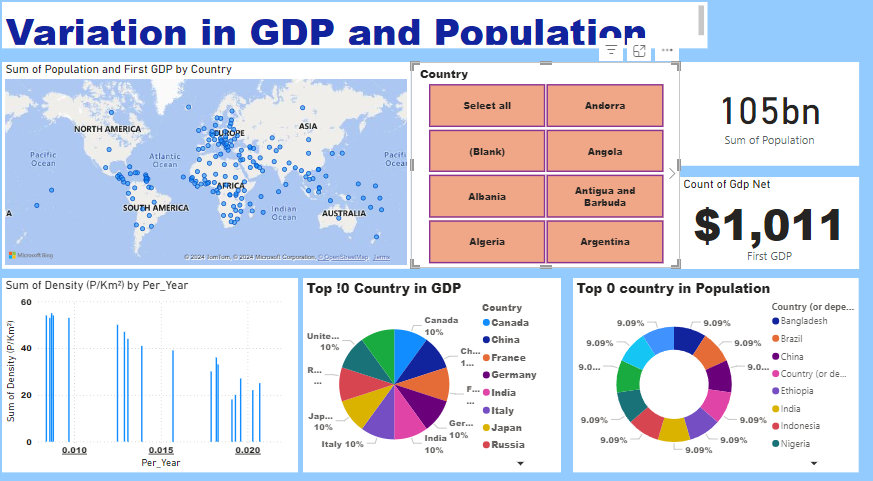 Variation in GDP and Population
Sum of Population and First GDP by Country
NORTH AMERICA
EUROPE
ASIA
Pacific
Ocean
Atlantic
Ocean
Pacifi
Ocean
AFRICA
SOUTH AMERICA
Indian
Ocean
AUSTRALIA
A
Microsoft Bing
© 2024 TomTom, © 2024 Microsoft Corporation, © OpenStreetMap Terms
Country
Select all
Andorra
(Blank)
Angola
Albania
Antigua and
Barbuda
Algeria
Argentina
105bn
Sum of Population
Count of Gdp Net
$1,011
First GDP
Sum of Density (P/Km²) by Per_Year
Sum of Density (P/Km²)
60
40
20
0
0.010
0.015
0.020
Per_Year
Top !0 Country in GDP
Canada
10%
Ch...
1...
F...
...
Ger...
10%
India
10%
Italy 10%
Jap...
10%
R...
...
Unite...
10%
Country
Canada
China
France
Germany
India
Italy
Japan
Russia
Top 0 country in Population
9.09%
9.09%
9.0...
9.09%
9.09%
9.09%
9.09%
9.09%
9.0...
9.09%
9.09%
Country (or depe...
Bangladesh
Brazil
China
Country (or de...
Ethiopia
India
Indonesia
Nigeria